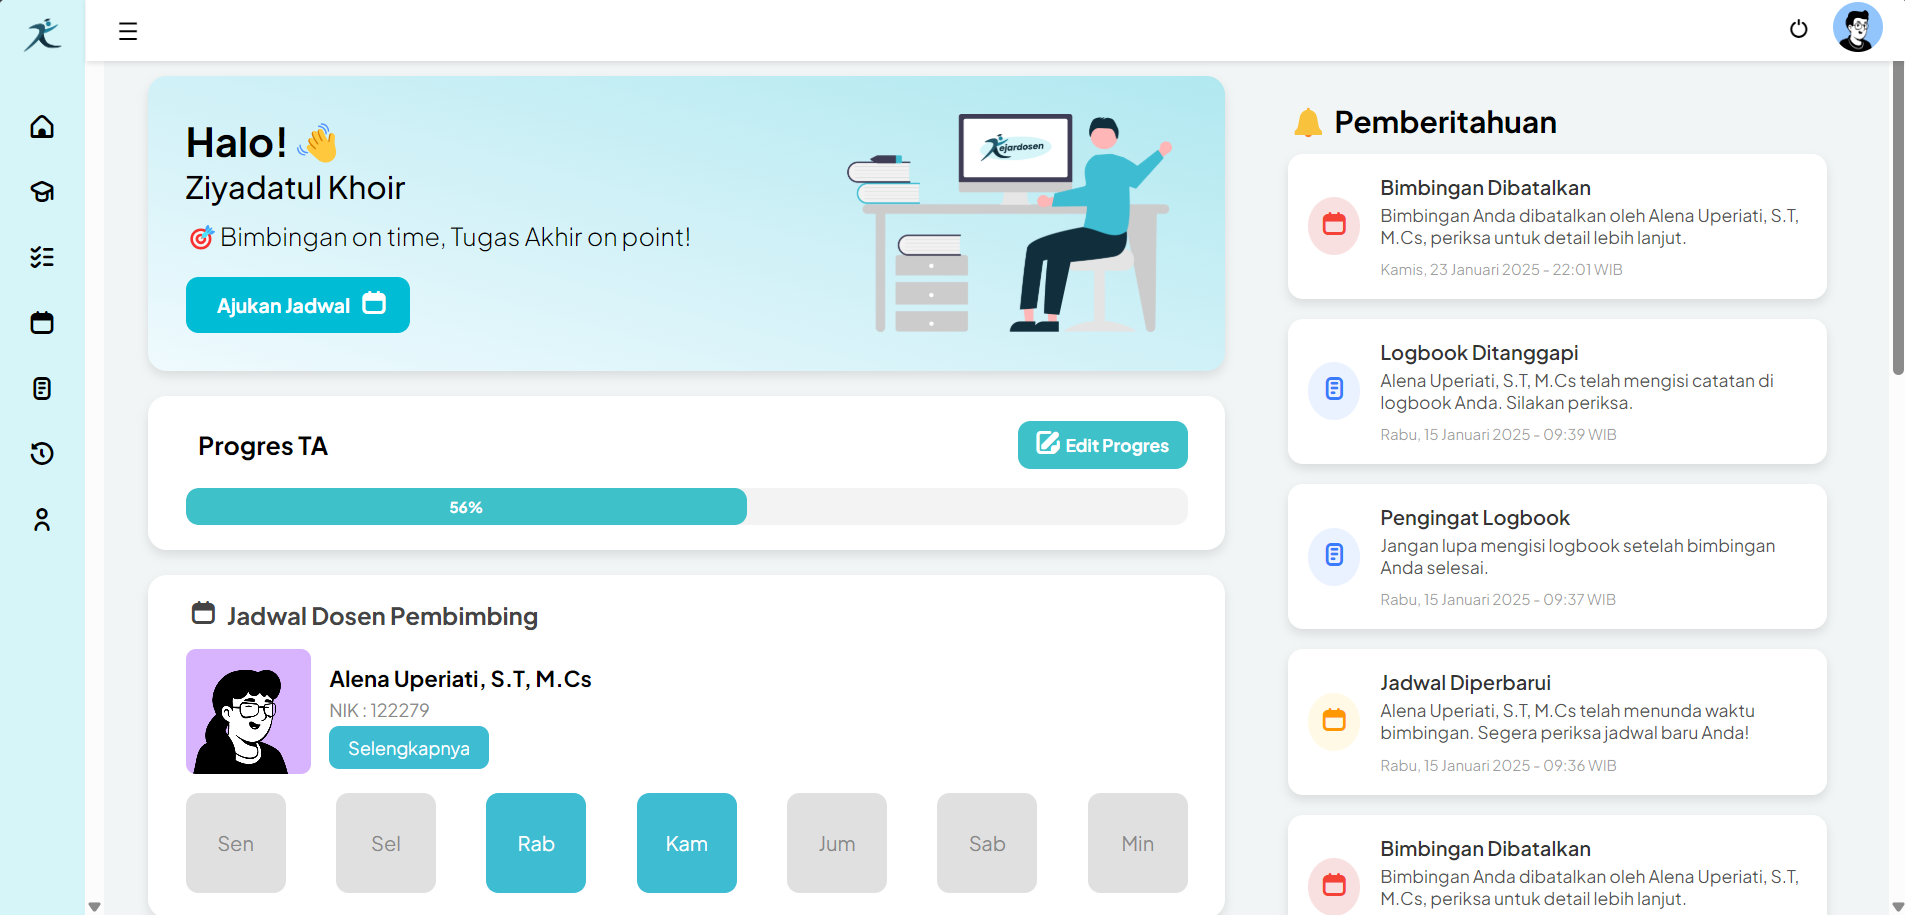 Halo! 👋
Ziyadatul Khoir
🎯 Bimbingan on time, Tugas Akhir on point!
Ajukan Jadwal
ejardosen
Progres TA
Edit Progres
56%
Jadwal Dosen Pembimbing
Alena Uperiati, S.T, M.Cs
NIK : 122279
Selengkapnya
Sen Sel Rab Kam Jum Sab Min
🔔 Pemberitahuan
Bimbingan Dibatalkan
Bimbingan Anda dibatalkan oleh Alena Uperiati, S.T,
M.Cs, periksa untuk detail lebih lanjut.
Kamis, 23 Januari 2025 - 22:01 WIB
Logbook Ditanggapi
Alena Uperiati, S.T, M.Cs telah mengisi catatan di
logbook Anda. Silakan periksa.
Rabu, 15 Januari 2025 - 09:39 WIB
Pengingat Logbook
Jangan lupa mengisi logbook setelah bimbingan
Anda selesai.
Rabu, 15 Januari 2025 - 09:37 WIB
Jadwal Diperbarui
Alena Uperiati, S.T, M.Cs telah menunda waktu
bimbingan. Segera periksa jadwal baru Anda!
Rabu, 15 Januari 2025 - 09:36 WIB
Bimbingan Dibatalkan
Bimbingan Anda dibatalkan oleh Alena Uperiati, S.T,
M.Cs, periksa untuk detail lebih lanjut.